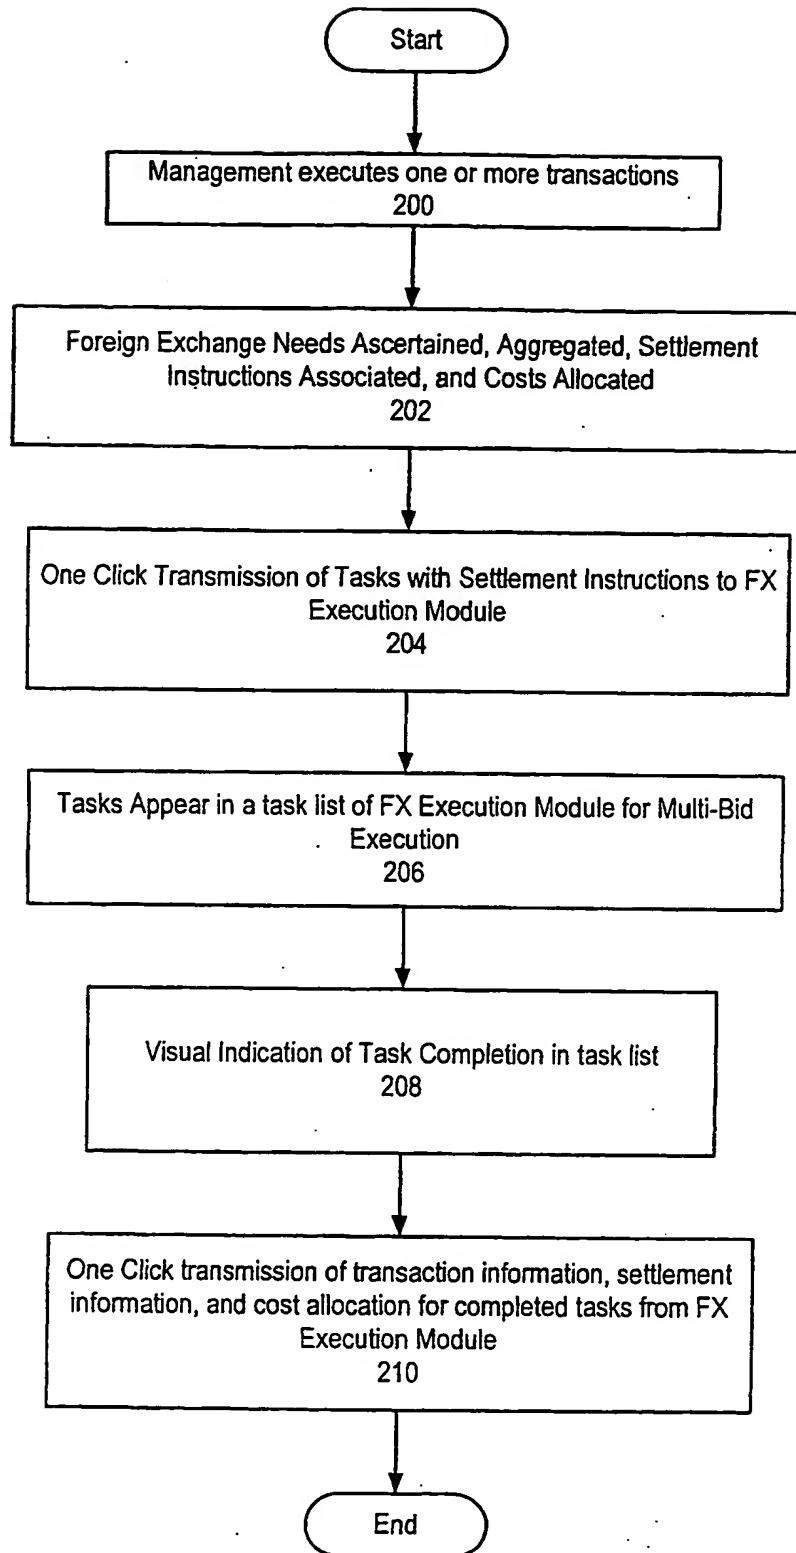 Start
Management executes one or more transactions
200
Foreign Exchange Needs Ascertained, Aggregated, Settlement
Instructions Associated, and Costs Allocated
202
One Click Transmission of Tasks with Settlement Instructions to FX
Execution Module
204
Tasks Appear in a task list of FX Execution Module for Multi-Bid
Execution
206
Visual Indication of Task Completion in task list
208
One Click transmission of transaction information, settlement
information, and cost allocation for completed tasks from FX
Execution Module
210
End